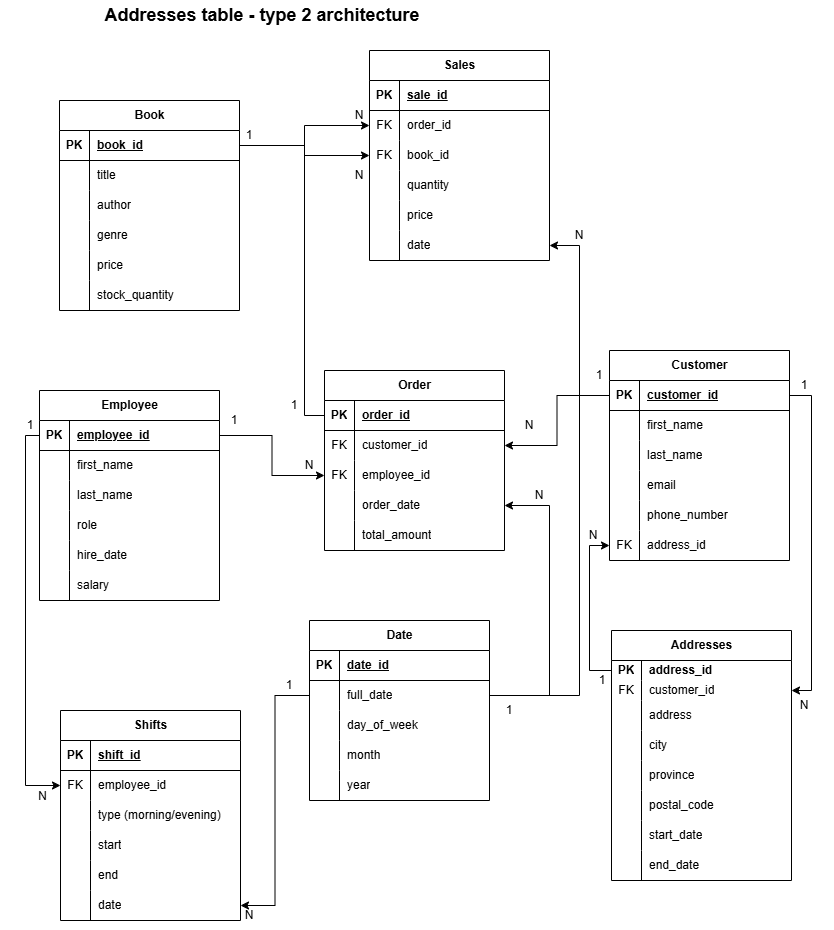 Addresses table - type 2 architecture
Sales
PK sale_id
FK order_id
FK book_id
quantity
price
date
N
N
N
Book
1
PK book_id
title
author
genre
price
stock_quantity
Customer
1
1
PK customer_id
first_name
last_name
email
phone_number
N
FK address_id
Order
1
PK order_id
N
FK customer_id
N
FK employee_id
order_date
N
total_amount
Employee
1
1
PK employee_id
first_name
last_name
role
hire_date
salary
Date
PK date_id
1
full_date
1
day_of_week
month
year
Addresses
PK address_id
1
FK customer_id
N
address
city
province
postal_code
start_date
end_date
Shifts
PK shift_id
FK employee_id
N
type (morning/evening)
start
end
date
N